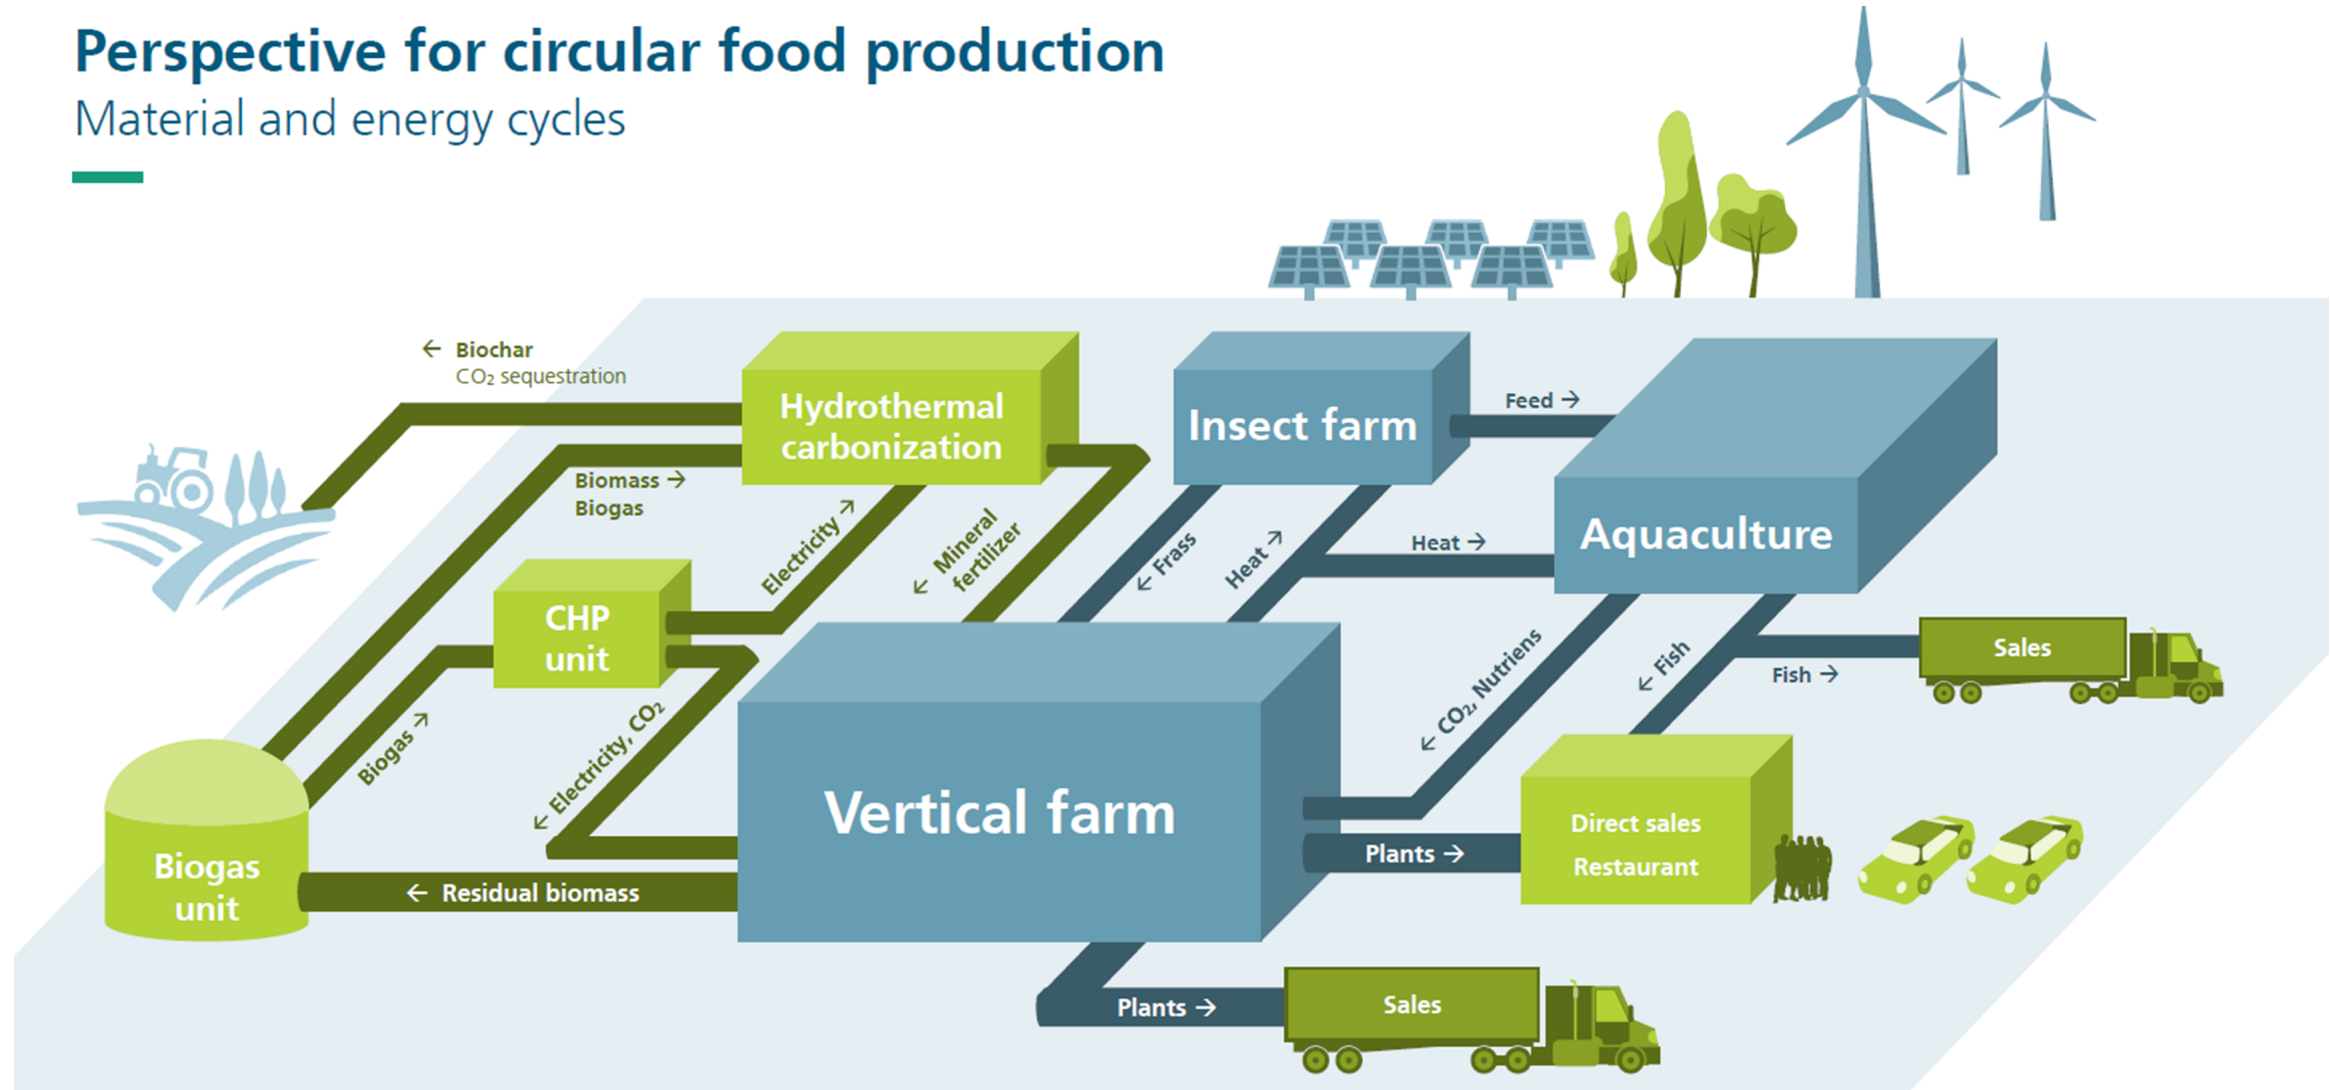 Perspective for circular food production
Material and energy cycles
← Biochar
CO₂ sequestration
Hydrothermal
carbonization
Insect farm
Feed →
Biomass →
Biogas
Electricity →
← Mineral
fertilizer
← Frass
Heat →
Heat →
Aquaculture
CHP
unit
Biogas →
← Electricity, CO₂
← CO₂, Nutriens
← Fish
Fish →
Sales
Vertical farm
Biogas
unit
← Residual biomass
Plants →
Direct sales
Restaurant
Plants →
Sales